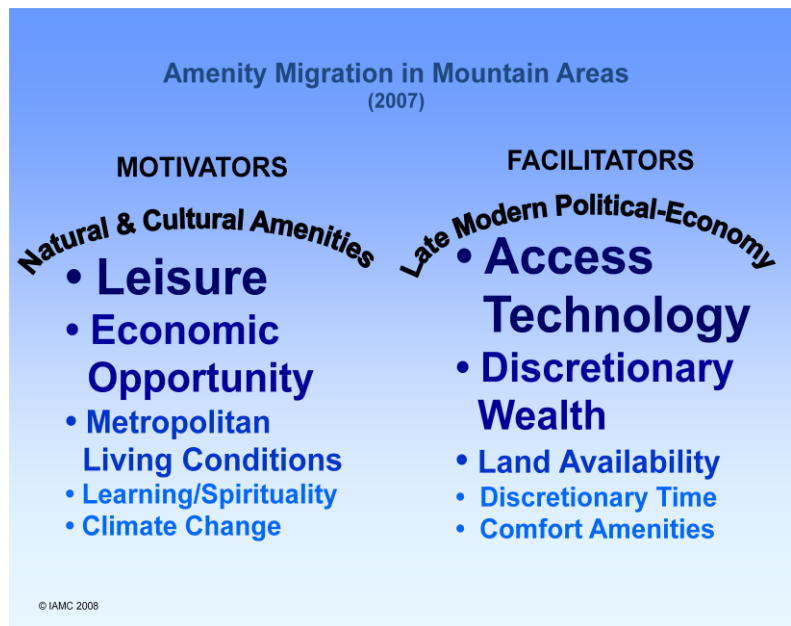 Amenity Migration in Mountain Areas
(2007)
MOTIVATORS
Natural & Cultural Amenities
• Leisure
• Economic
Opportunity
• Metropolitan
Living Conditions
• Learning/Spirituality
• Climate Change
FACILITATORS
Late Modern Political-Economy
• Access
Technology
• Discretionary
Wealth
• Land Availability
• Discretionary Time
• Comfort Amenities
© IAMC 2008